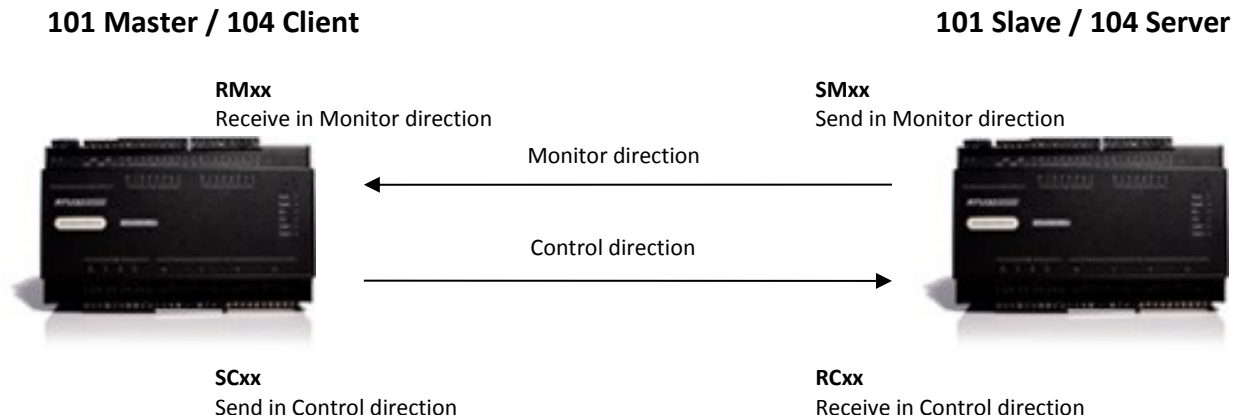 101 Master / 104 Client
101 Slave / 104 Server
RMxx
Receive in Monitor direction
SMxx
Send in Monitor direction
Monitor direction
Control direction
SCxx
Send in Control direction
RCxx
Receive in Control direction